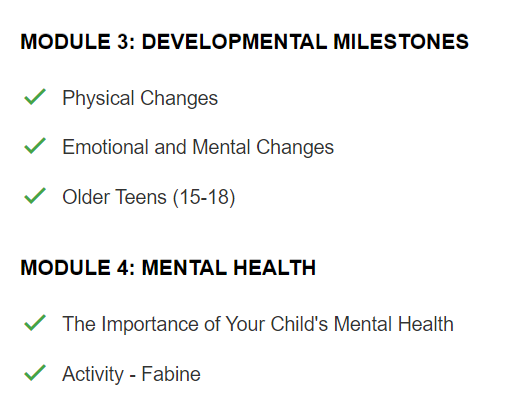 MODULE 3: DEVELOPMENTAL MILESTONES
Physical Changes
Emotional and Mental Changes
Older Teens (15-18)
MODULE 4: MENTAL HEALTH
The Importance of Your Child's Mental Health
Activity - Fabine